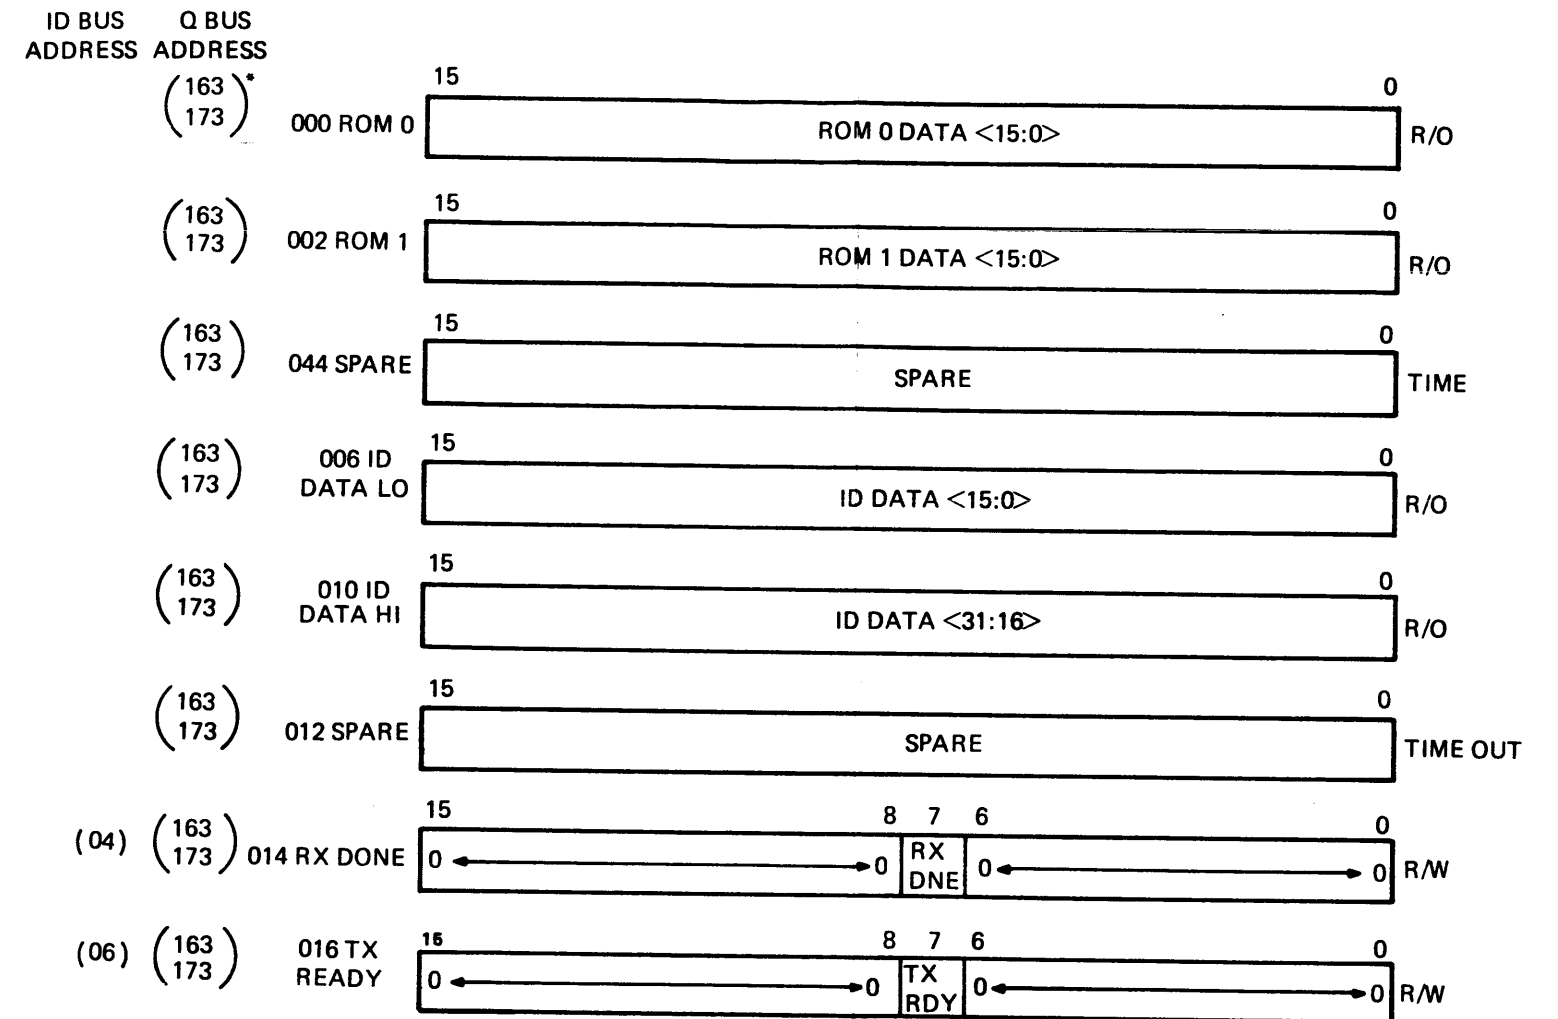 ID BUS Q BUS
ADDRESS ADDRESS
(163 173)* 000 ROM 0 15 0
ROM 0 DATA <15:0> R/O
(163 173) 002 ROM 1 15 0
ROM 1 DATA <15:0> R/O
(163 173) 044 SPARE 15 0
SPARE TIME
(163 173) 006 ID DATA LO 15 0
ID DATA <15:0> R/O
(163 173) 010 ID DATA HI 15 0
ID DATA <31:16> R/O
(163 173) 012 SPARE 15 0
SPARE TIME OUT
(04) (163 173) 014 RX DONE 15 8 7 6 0
0 0 RX DNE 0 0 R/W
(06) (163 173) 016 TX READY 15 8 7 6 0
0 0 TX RDY 0 0 R/W